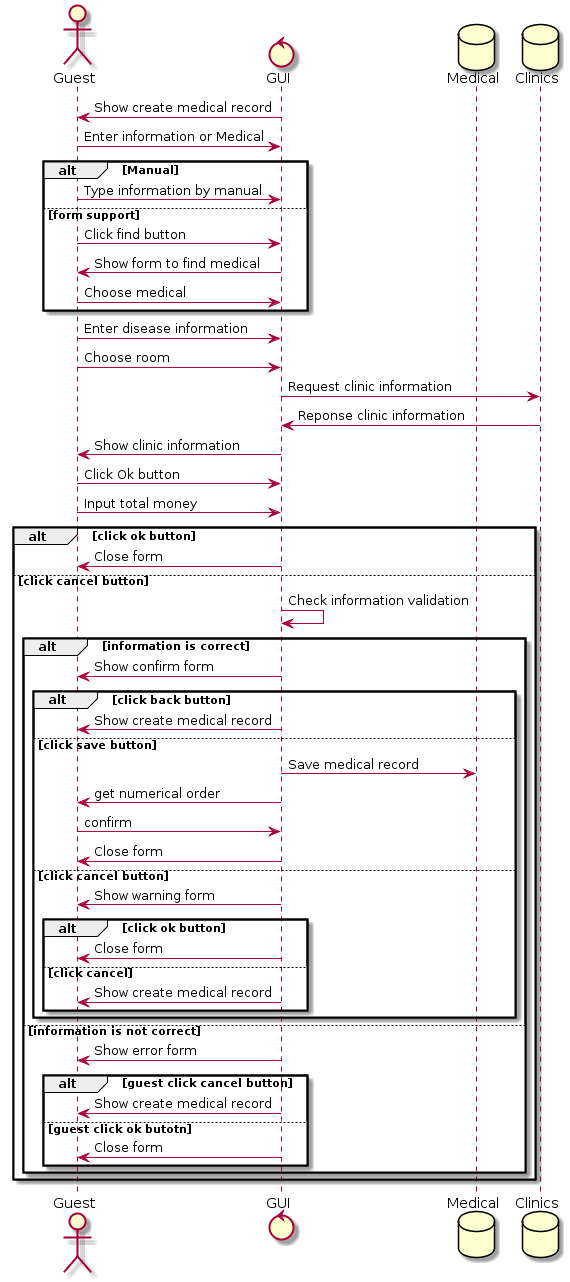 Guest GUI Medical Clinics
Show create medical record
Enter information or Medical
alt [Manual]
Type information by manual
[form support]
Click find button
Show form to find medical
Choose medical
Enter disease information
Choose room
Request clinic information
Reponse clinic information
Show clinic information
Click Ok button
Input total money
alt [click ok button]
Close form
[click cancel button]
Check information validation
alt [information is correct]
Show confirm form
alt [click back button]
Show create medical record
[click save button]
Save medical record
get numerical order
confirm
Close form
[click cancel button]
Show warning form
alt [click ok button]
Close form
[click cancel]
Show create medical record
[information is not correct]
Show error form
alt [guest click cancel button]
Show create medical record
[guest click ok butotn]
Close form
Guest GUI Medical Clinics